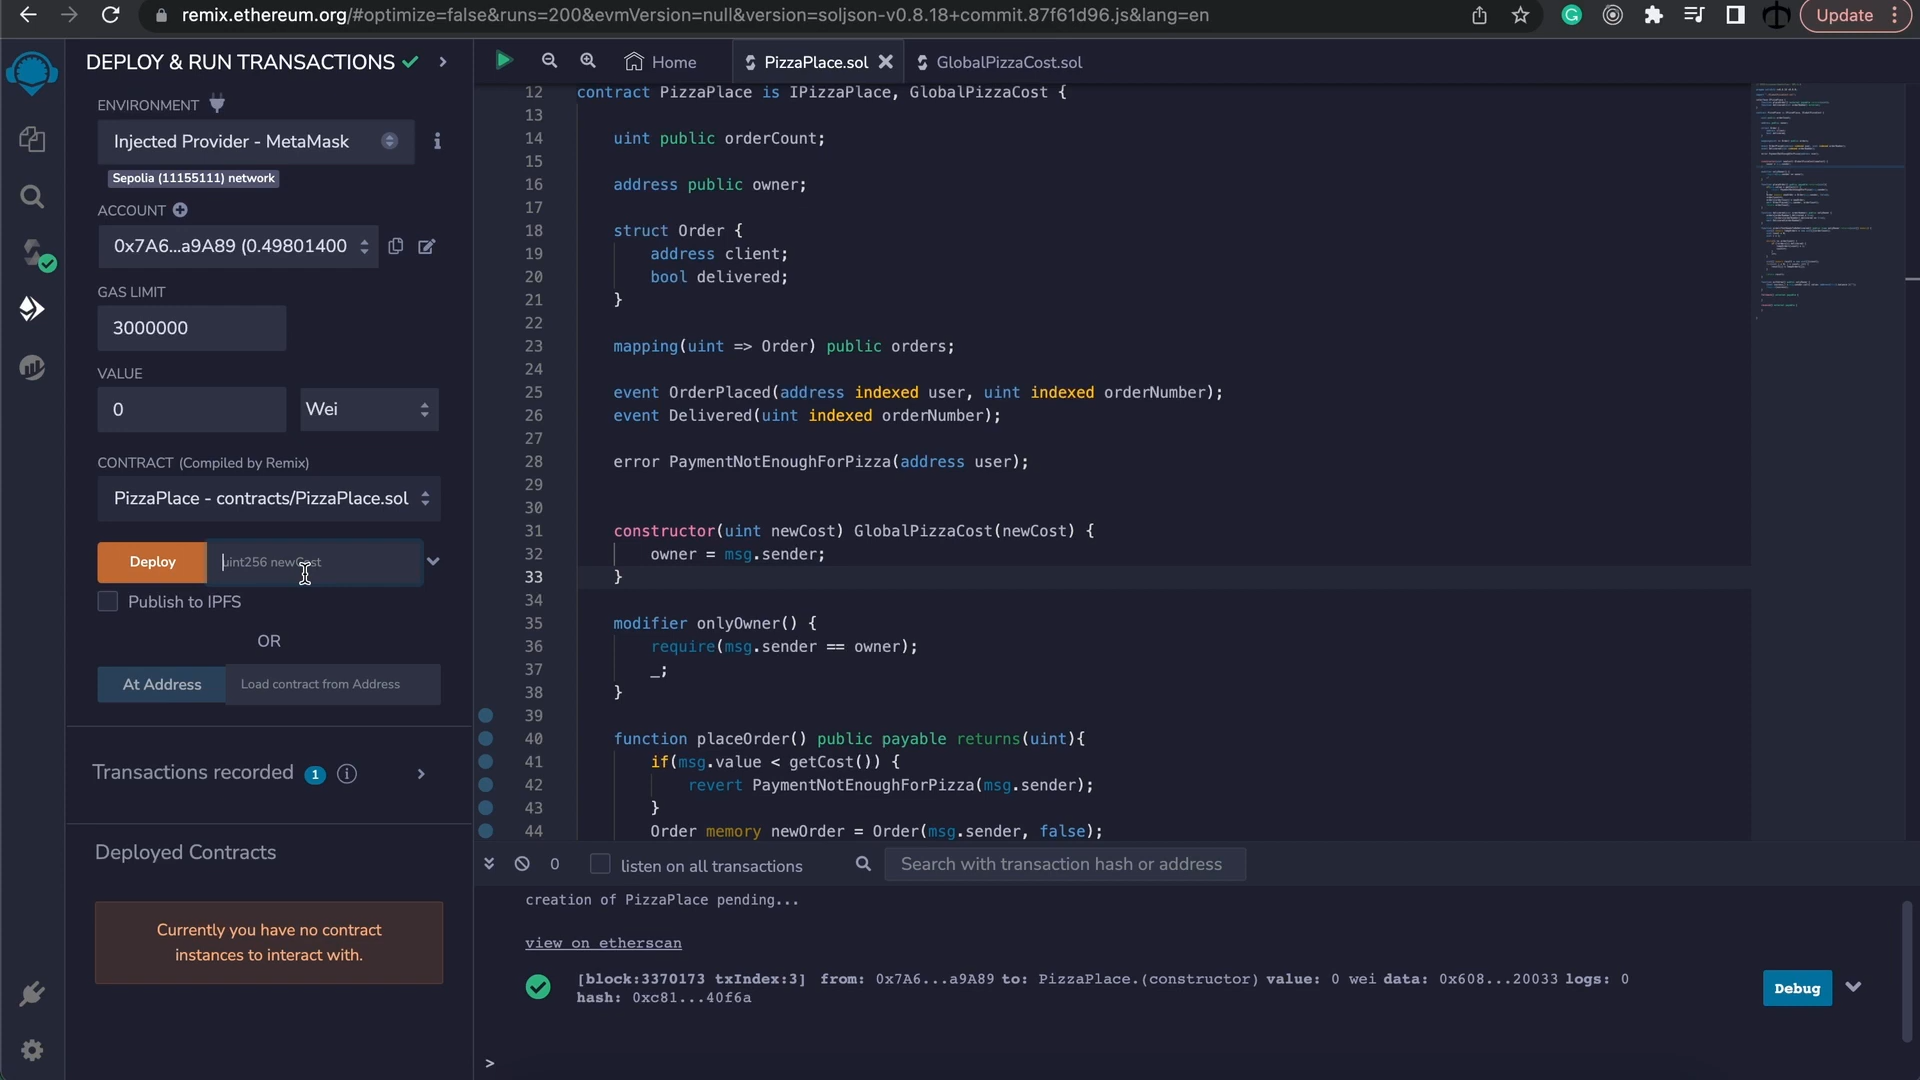 remix.ethereum.org/#optimize=false&runs=200&evmVersion=null&version=soljson-v0.8.18+commit.87f61d96.js&lang=en
Update
DEPLOY & RUN TRANSACTIONS
ENVIRONMENT
Injected Provider - MetaMask
Sepolia (11155111) network
ACCOUNT
0x7A6...a9A89 (0.49801400
GAS LIMIT
3000000
VALUE
0
Wei
CONTRACT (Compiled by Remix)
PizzaPlace - contracts/PizzaPlace.sol
Deploy
uint256 newCost
Publish to IPFS
OR
At Address
Load contract from Address
Transactions recorded 1
Deployed Contracts
Currently you have no contract
instances to interact with.
Home
PizzaPlace.sol
GlobalPizzaCost.sol
12 contract PizzaPlace is IPizzaPlace, GlobalPizzaCost {
13
14 uint public orderCount;
15
16 address public owner;
17
18 struct Order {
19 address client;
20 bool delivered;
21 }
22
23 mapping(uint => Order) public orders;
24
25 event OrderPlaced(address indexed user, uint indexed orderNumber);
26 event Delivered(uint indexed orderNumber);
27
28 error PaymentNotEnoughForPizza(address user);
29
30
31 constructor(uint newCost) GlobalPizzaCost(newCost) {
32 owner = msg.sender;
33 }
34
35 modifier onlyOwner() {
36 require(msg.sender == owner);
37 _;
38 }
39
40 function placeOrder() public payable returns(uint){
41 if(msg.value < getCost()) {
42 revert PaymentNotEnoughForPizza(msg.sender);
43 }
44 Order memory newOrder = Order(msg.sender, false);
0
listen on all transactions
Search with transaction hash or address
creation of PizzaPlace pending...
view on etherscan
[block:3370173 txIndex:3] from: 0x7A6...a9A89 to: PizzaPlace.(constructor) value: 0 wei data: 0x608...20033 logs: 0
hash: 0xc81...40f6a
Debug
>